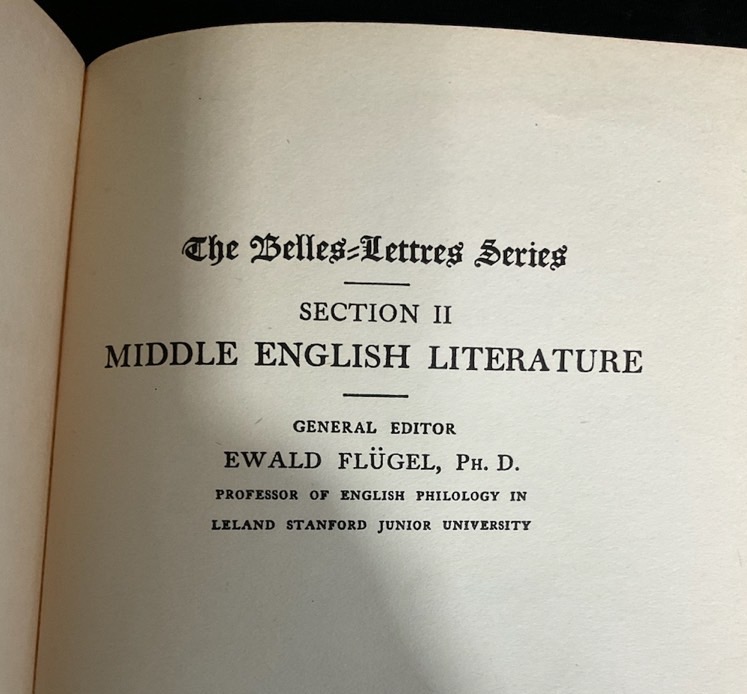 The Belles-Lettres Series
SECTION II
MIDDLE ENGLISH LITERATURE
GENERAL EDITOR
EWALD FLÜGEL, PH. D.
PROFESSOR OF ENGLISH PHILOLOGY IN
LELAND STANFORD JUNIOR UNIVERSITY